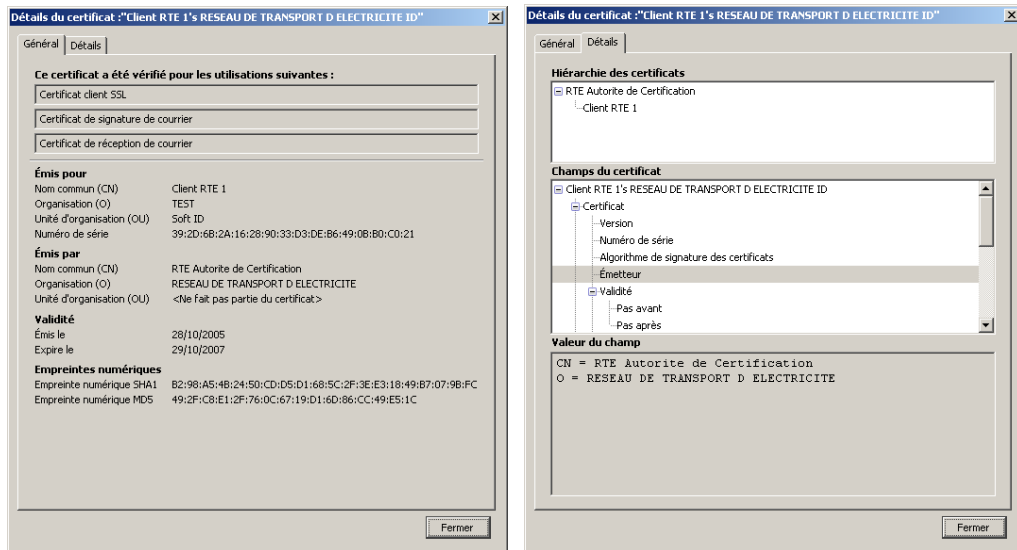 Détails du certificat :"Client RTE 1's RESEAU DE TRANSPORT D ELECTRICITE ID"
Général Détails
Ce certificat a été vérifié pour les utilisations suivantes :
Certificat client SSL
Certificat de signature de courrier
Certificat de réception de courrier
Émis pour
Nom commun (CN) Client RTE 1
Organisation (O) TEST
Unité d'organisation (OU) Soft ID
Numéro de série 39:2D:6B:2A:16:28:90:33:D3:DE:B6:49:0B:B0:C0:21
Émis par
Nom commun (CN) RTE Autorite de Certification
Organisation (O) RESEAU DE TRANSPORT D ELECTRICITE
Unité d'organisation (OU) <Ne fait pas partie du certificat>
Validité
Émis le 28/10/2005
Expire le 29/10/2007
Empreintes numériques
Empreinte numérique SHA1 B2:98:A5:4B:24:50:CD:D5:D1:68:5C:2F:3E:E3:18:49:B7:07:9B:FC
Empreinte numérique MD5 49:2F:C8:E1:2F:76:0C:67:19:D1:6D:86:CC:49:E5:1C
Fermer
Détails du certificat :"Client RTE 1's RESEAU DE TRANSPORT D ELECTRICITE ID"
Général Détails
Hiérarchie des certificats
RTE Autorite de Certification
Client RTE 1
Champs du certificat
Client RTE 1's RESEAU DE TRANSPORT D ELECTRICITE ID
Certificat
Version
Numéro de série
Algorithme de signature des certificats
Émetteur
Validité
Pas avant
Pas après
Valeur du champ
CN = RTE Autorite de Certification
O = RESEAU DE TRANSPORT D ELECTRICITE
Fermer